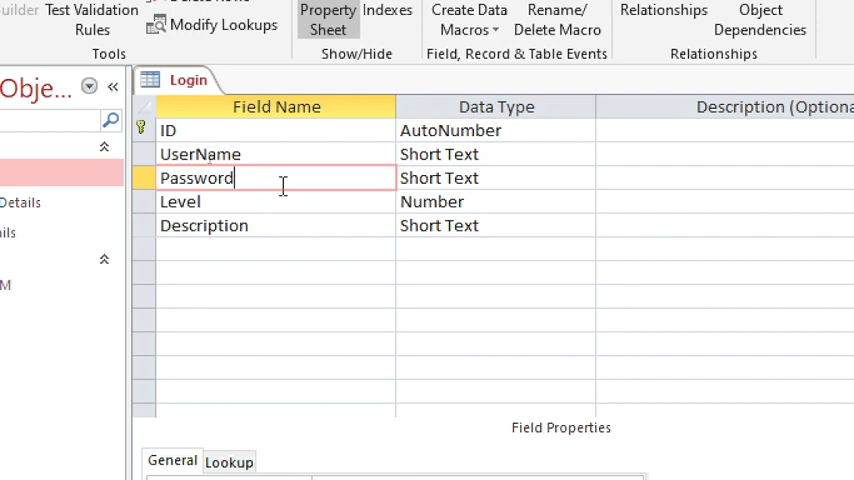 Builder Test Validation Property Indexes Create Data Rename/ Relationships Object
Rules Modify Lookups Sheet Macros Delete Macro Dependencies
Tools Show/Hide Field, Record & Table Events Relationships
Obje...
Login
Field Name Data Type Description (Optiona
ID AutoNumber
UserName Short Text
Password Short Text
Level Number
Description Short Text
Details
ils
M
Field Properties
General Lookup